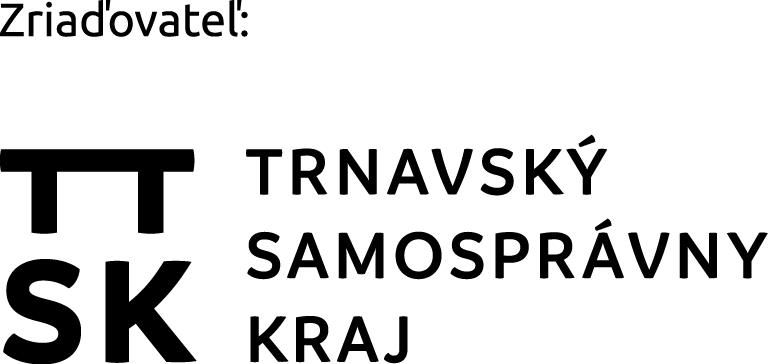 Zriaďovateľ:
TT
SK
TRNAVSKÝ
SAMOSPRÁVNY
KRAJ